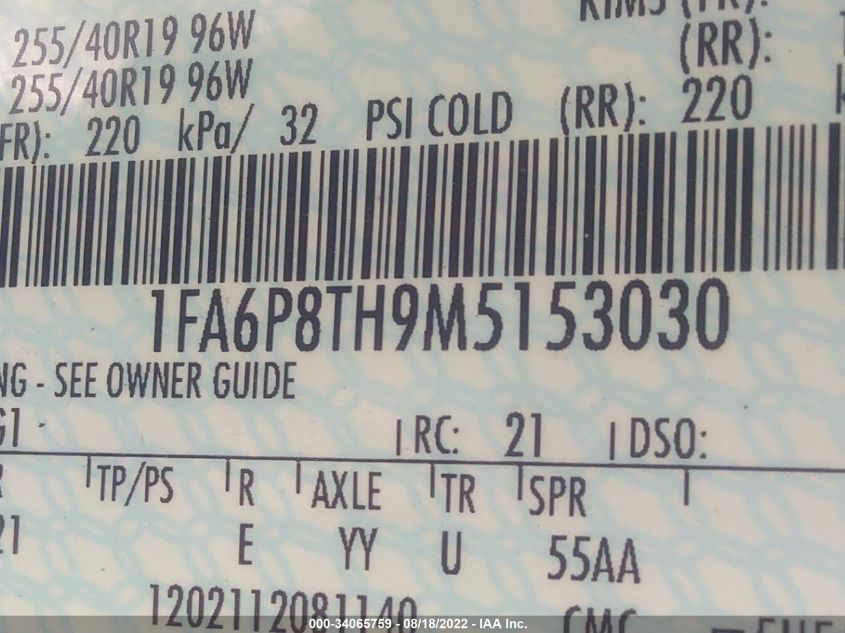 255/40R19 96W
(RR):
255/40R19 96W
FR): 220 kPa/ 32 PSI COLD (RR): 220
1FA6P8TH9M5153030
NG - SEE OWNER GUIDE
G1 RC: 21 DSO:
TP/PS R AXLE TR SPR
21 E YY U 55AA
1202112081140
000-34065759 - 08/18/2022 - IAA Inc.